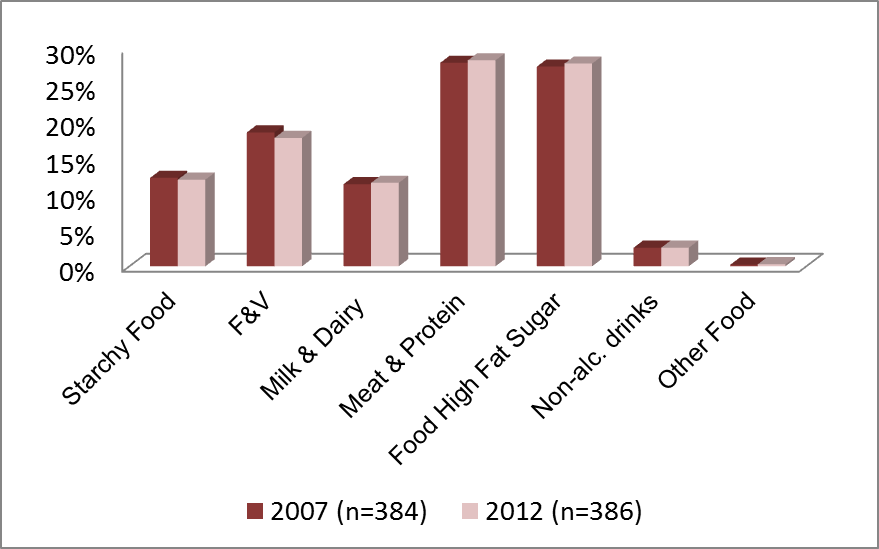 30%
25%
20%
15%
10%
5%
0%
Starchy Food
F&V
Milk & Dairy
Meat & Protein
Food High Fat Sugar
Non-alc. drinks
Other Food
2007 (n=384)
2012 (n=386)